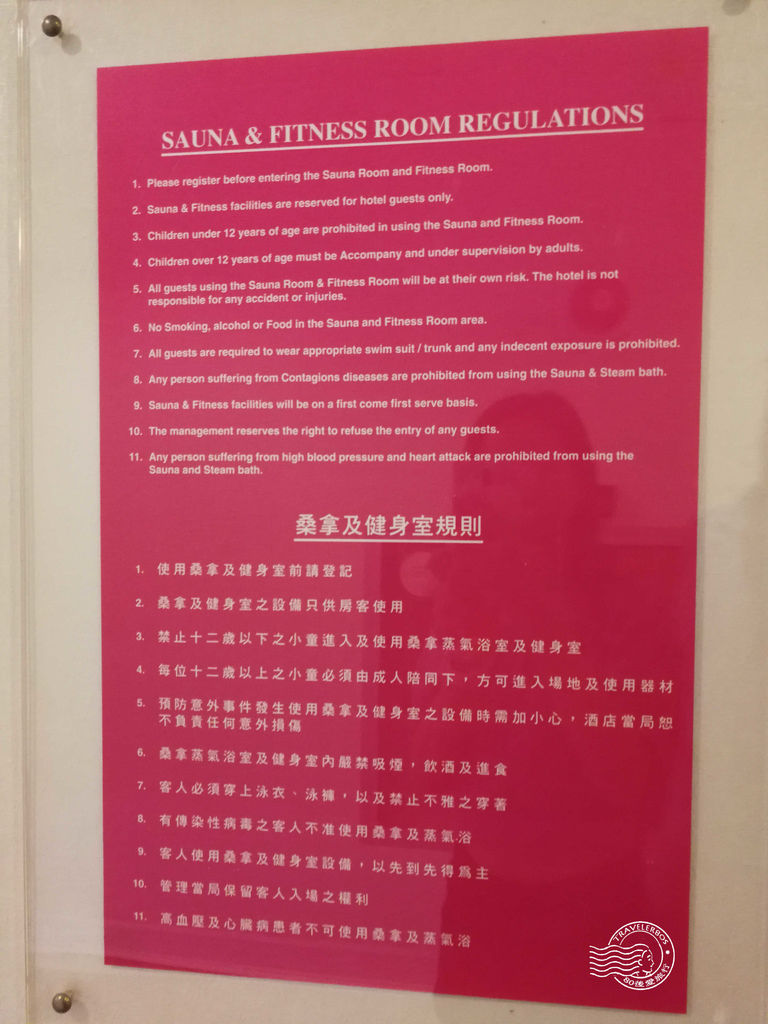 SAUNA & FITNESS ROOM REGULATIONS
1. Please register before entering the Sauna Room and Fitness Room.
2. Sauna & Fitness facilities are reserved for hotel guests only.
3. Children under 12 years of age are prohibited in using the Sauna and Fitness Room.
4. Children over 12 years of age must be Accompany and under supervision by adults.
5. All guests using the Sauna Room & Fitness Room will be at their own risk. The hotel is not
responsible for any accident or injuries.
6. No Smoking, alcohol or Food in the Sauna and Fitness Room area.
7. All guests are required to wear appropriate swim suit / trunk and any indecent exposure is prohibited.
8. Any person suffering from Contagions diseases are prohibited from using the Sauna & Steam bath.
9. Sauna & Fitness facilities will be on a first come first serve basis.
10. The management reserves the right to refuse the entry of any guests.
11. Any person suffering from high blood pressure and heart attack are prohibited from using the
Sauna and Steam bath.
桑拿及健身室規則
1. 使用桑拿及健身室前請登記
2. 桑拿及健身室之設備只供房客使用
3. 禁止十二歲以下之小童進入及使用桑拿蒸氣浴室及健身室
4. 每位十二歲以上之小童必須由成人陪同下，方可進入場地及使用器材
5. 預防意外事件發生使用桑拿及健身室之設備時需加小心，酒店當局恕
不負責任何意外損傷
6. 桑拿蒸氣浴室及健身室內嚴禁吸煙，飲酒及進食
7. 客人必須穿上泳衣、泳褲，以及禁止不雅之穿著
8. 有傳染性病毒之客人不准使用桑拿及蒸氣浴
9. 客人使用桑拿及健身室設備，以先到先得為主
10. 管理當局保留客人入場之權利
11. 高血壓及心臟病患者不可使用桑拿及蒸氣浴
TRAVELERBOS
80後愛旅行